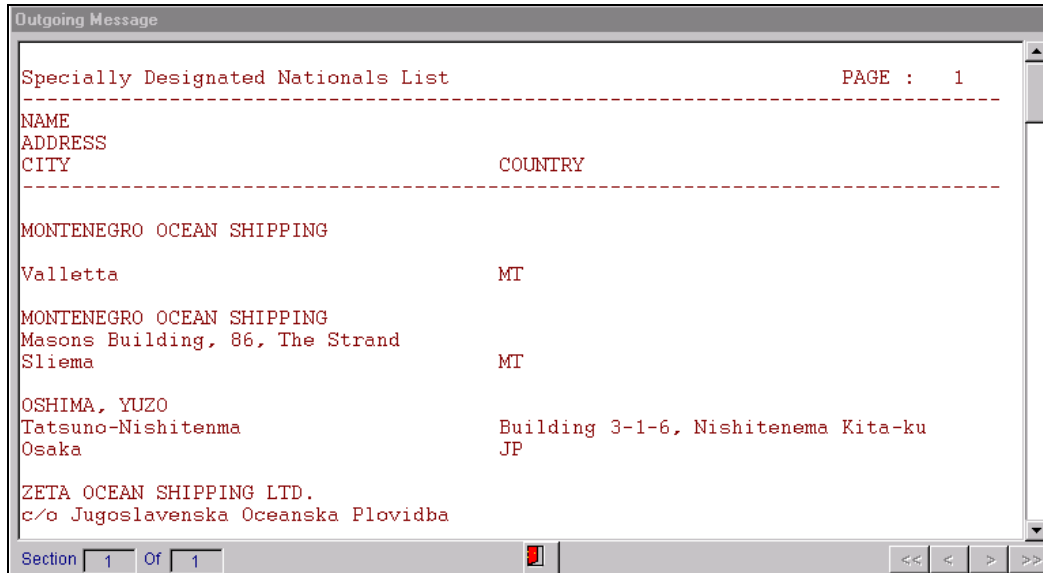 Outgoing Message
Specially Designated Nationals List PAGE : 1
--------------------------------------------------------------------------------
NAME
ADDRESS
CITY COUNTRY
--------------------------------------------------------------------------------
MONTENEGRO OCEAN SHIPPING
Valletta MT
MONTENEGRO OCEAN SHIPPING
Masons Building, 86, The Strand
Sliema MT
OSHIMA, YUZO
Tatsuno-Nishitenma Building 3-1-6, Nishitenema Kita-ku
Osaka JP
ZETA OCEAN SHIPPING LTD.
c/o Jugoslavenska Oceanska Plovidba
Section 1 Of 1 << < > >>